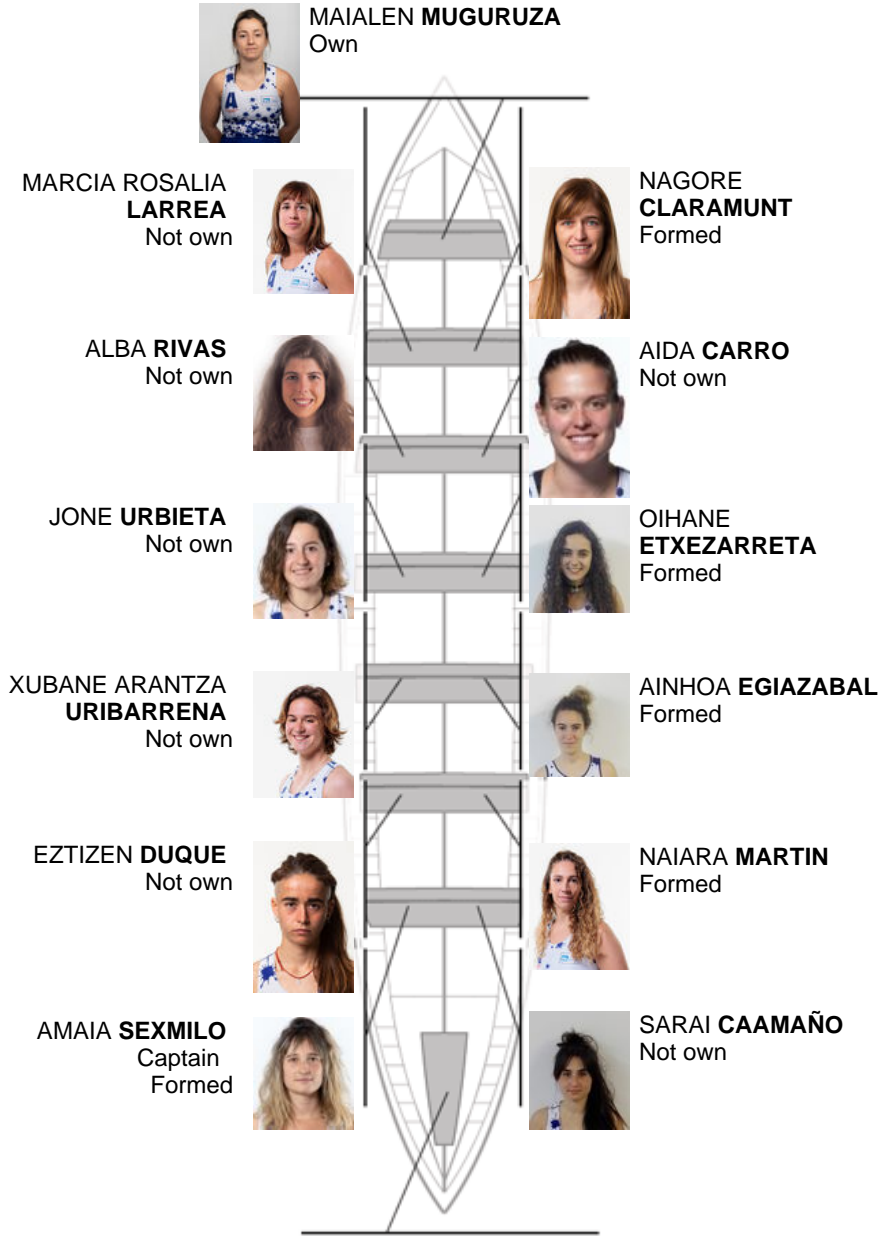 MAIALEN MUGURUZA
Own
MARCIA ROSALIA
LARREA
Not own
NAGORE
CLARAMUNT
Formed
ALBA RIVAS
Not own
AIDA CARRO
Not own
JONE URBIETA
Not own
OIHANE
ETXEZARRETA
Formed
XUBANE ARANTZA
URIBARRENA
Not own
AINHOA EGIAZABAL
Formed
EZTIZEN DUQUE
Not own
NAIARA MARTIN
Formed
AMAIA SEXMILO
Captain
Formed
SARAI CAAMAÑO
Not own